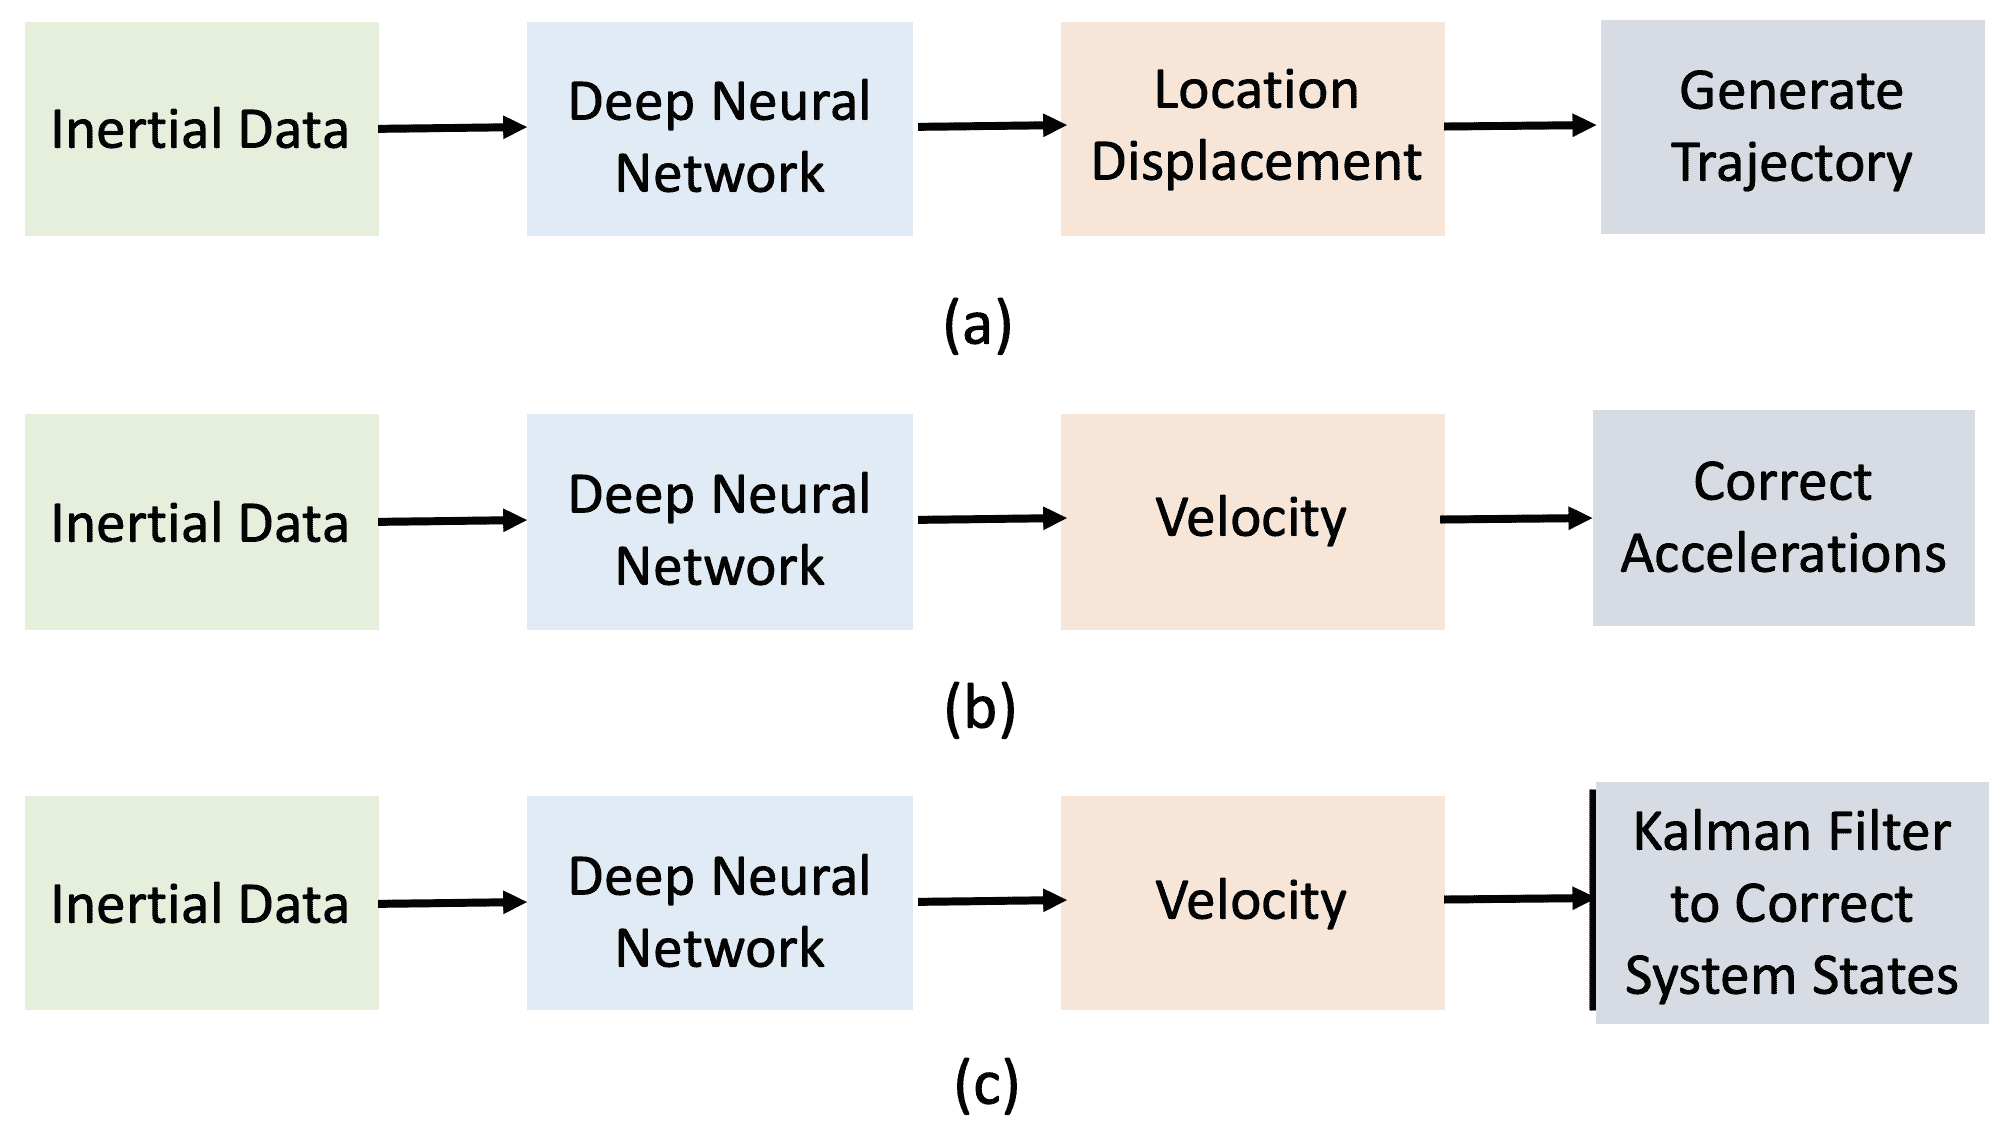 Inertial Data
Deep Neural
Network
Location
Displacement
Generate
Trajectory
(a)
Inertial Data
Deep Neural
Network
Velocity
Correct
Accelerations
(b)
Inertial Data
Deep Neural
Network
Velocity
Kalman Filter
to Correct
System States
(c)